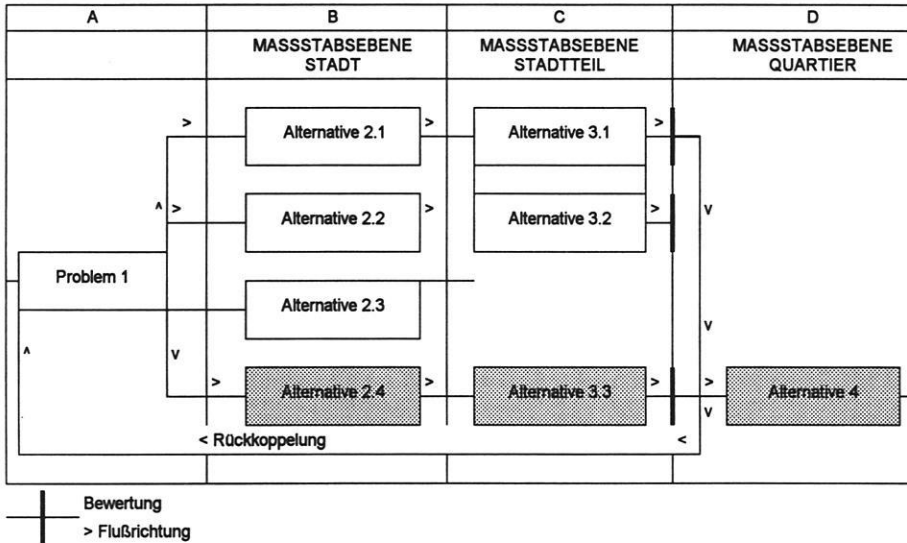 A B C D
MASSSTABSEBENE MASSSTABSEBENE MASSSTABSEBENE
STADT STADTTEIL QUARTIER
> > >
Alternative 2.1 Alternative 3.1
^ > > >
Alternative 2.2 Alternative 3.2 v
Problem 1
Alternative 2.3
^ v v
> > > >
Alternative 2.4 Alternative 3.3 Alternative 4
v
< Rückkoppelung <
Bewertung
> Flußrichtung